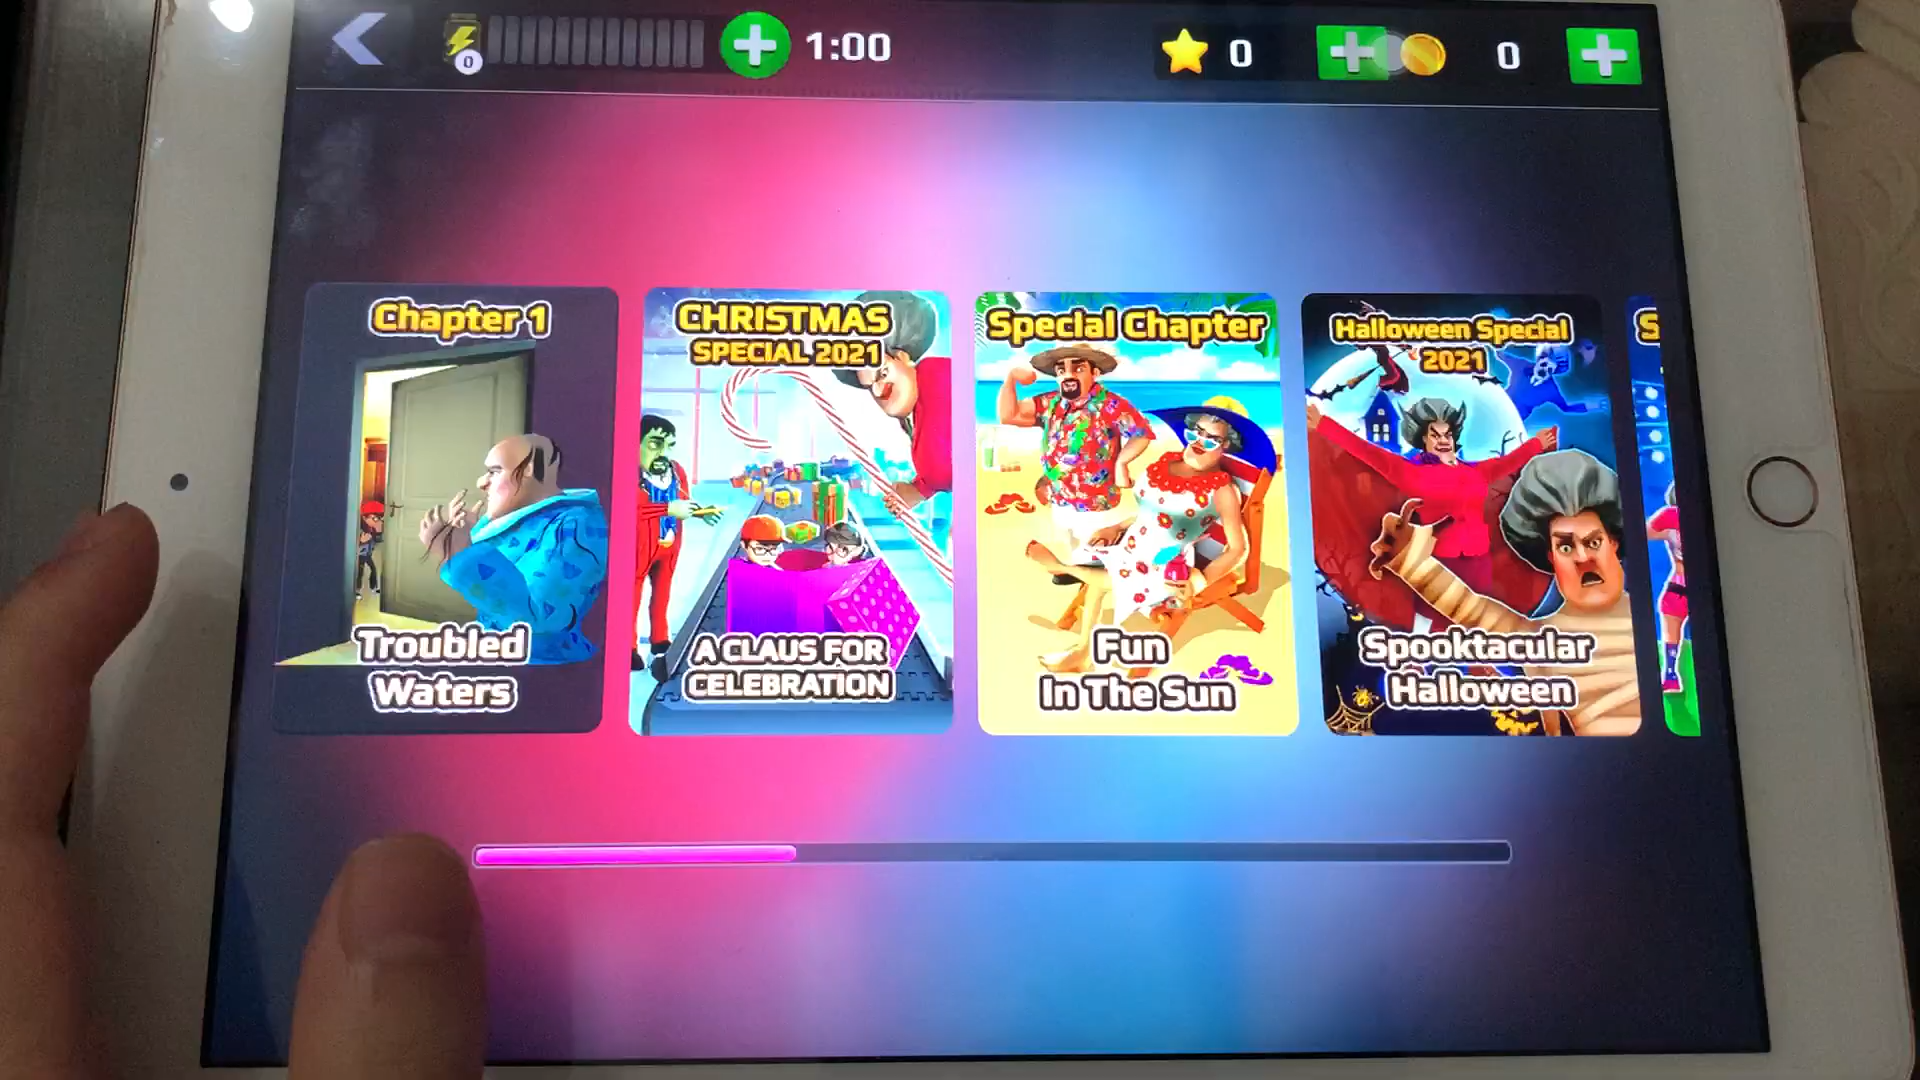 0
1:00
0
0
Chapter 1
Troubled
Waters
CHRISTMAS
SPECIAL 2021
A CLAUS FOR
CELEBRATION
Special Chapter
Fun
In The Sun
Halloween Special
2021
Spooktacular
Halloween
S